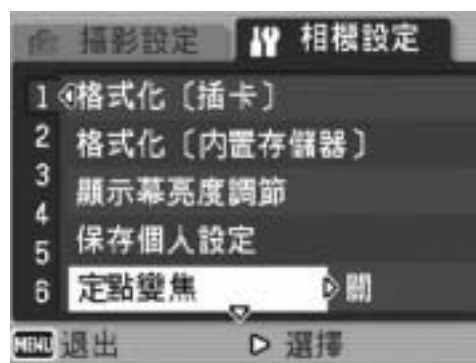 攝影設定 相機設定
1 格式化〔插卡〕
2 格式化〔內置存儲器〕
3 顯示幕亮度調節
4 保存個人設定
5
6 定點變焦 關
MENU 退出 選擇